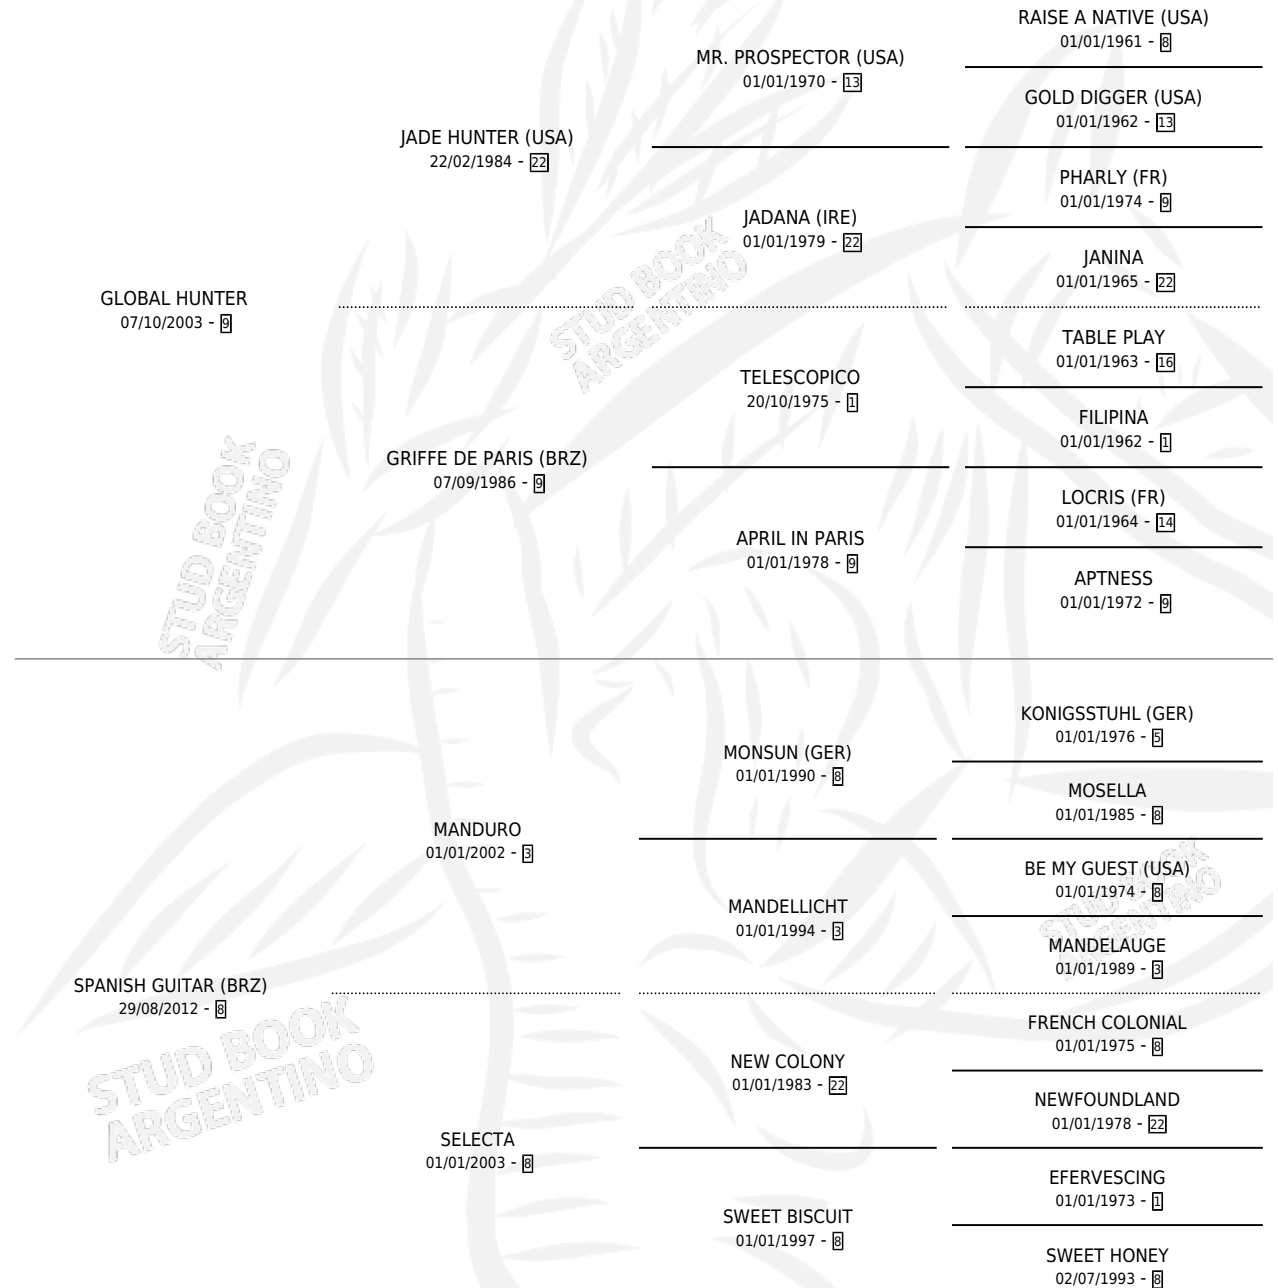 RAISE A NATIVE (USA)
01/01/1961 - 8
MR. PROSPECTOR (USA)
01/01/1970 - 13
GOLD DIGGER (USA)
01/01/1962 - 13
JADE HUNTER (USA)
22/02/1984 - 22
PHARLY (FR)
01/01/1974 - 9
JADANA (IRE)
01/01/1979 - 22
JANINA
01/01/1965 - 22
GLOBAL HUNTER
07/10/2003 - 9
TABLE PLAY
01/01/1963 - 16
TELESCOPICO
20/10/1975 - 1
FILIPINA
01/01/1962 - 1
GRIFFE DE PARIS (BRZ)
07/09/1986 - 9
LOCRIS (FR)
01/01/1964 - 14
APRIL IN PARIS
01/01/1978 - 9
APTNESS
01/01/1972 - 9
KONIGSSTUHL (GER)
01/01/1976 - 5
MONSUN (GER)
01/01/1990 - 8
MOSELLA
01/01/1985 - 8
MANDURO
01/01/2002 - 3
BE MY GUEST (USA)
01/01/1974 - 8
MANDELLICHT
01/01/1994 - 3
MANDELAUGE
01/01/1989 - 3
SPANISH GUITAR (BRZ)
29/08/2012 - 8
FRENCH COLONIAL
01/01/1975 - 8
NEW COLONY
01/01/1983 - 22
NEWFOUNDLAND
01/01/1978 - 22
SELECTA
01/01/2003 - 8
EFERVESCING
01/01/1973 - 1
SWEET BISCUIT
01/01/1997 - 8
SWEET HONEY
02/07/1993 - 8
STUD BOOK
ARGENTINO
STUD BOOK
ARGENTINO
STUD BOOK
ARGENTINO
STUD BOOK
ARGENTINO